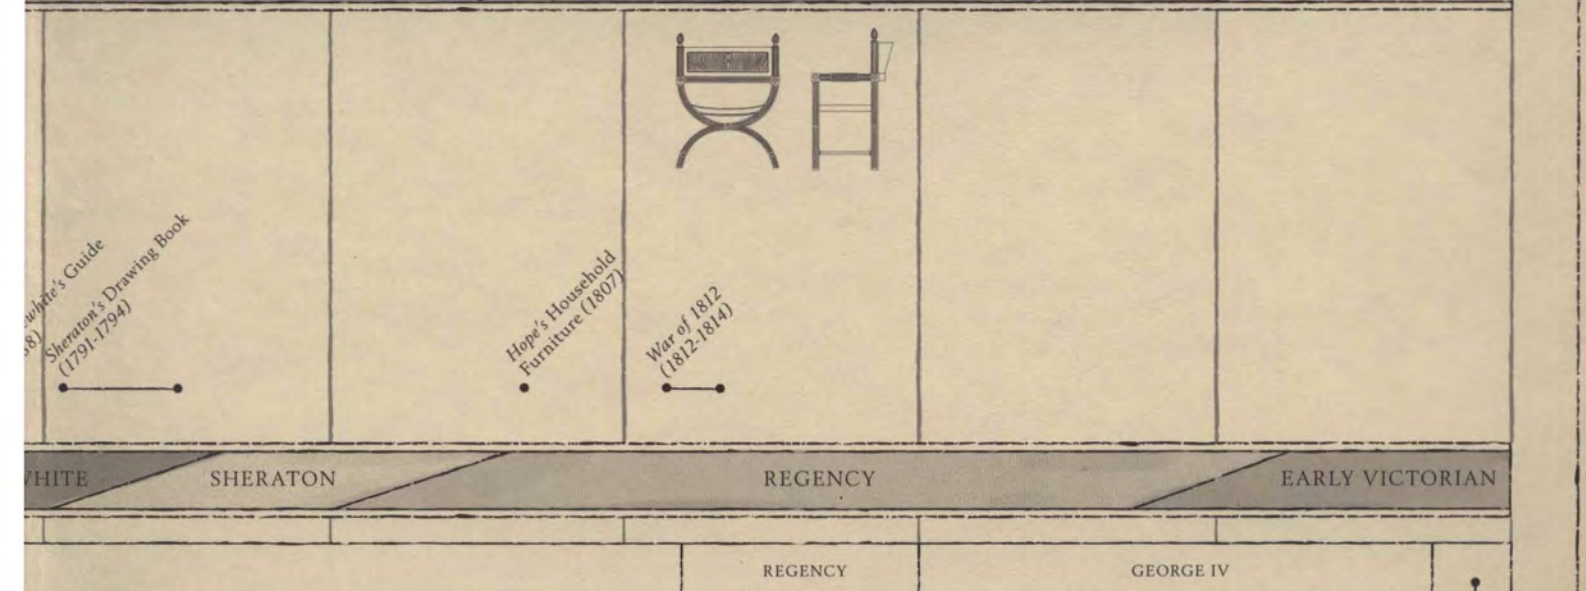 Guide
Sheraton's Drawing Book
(1791-1794)
Hope's Household
Furniture (1807)
War of 1812
(1812-1814)
SHERATON
REGENCY
EARLY VICTORIAN
REGENCY
GEORGE IV